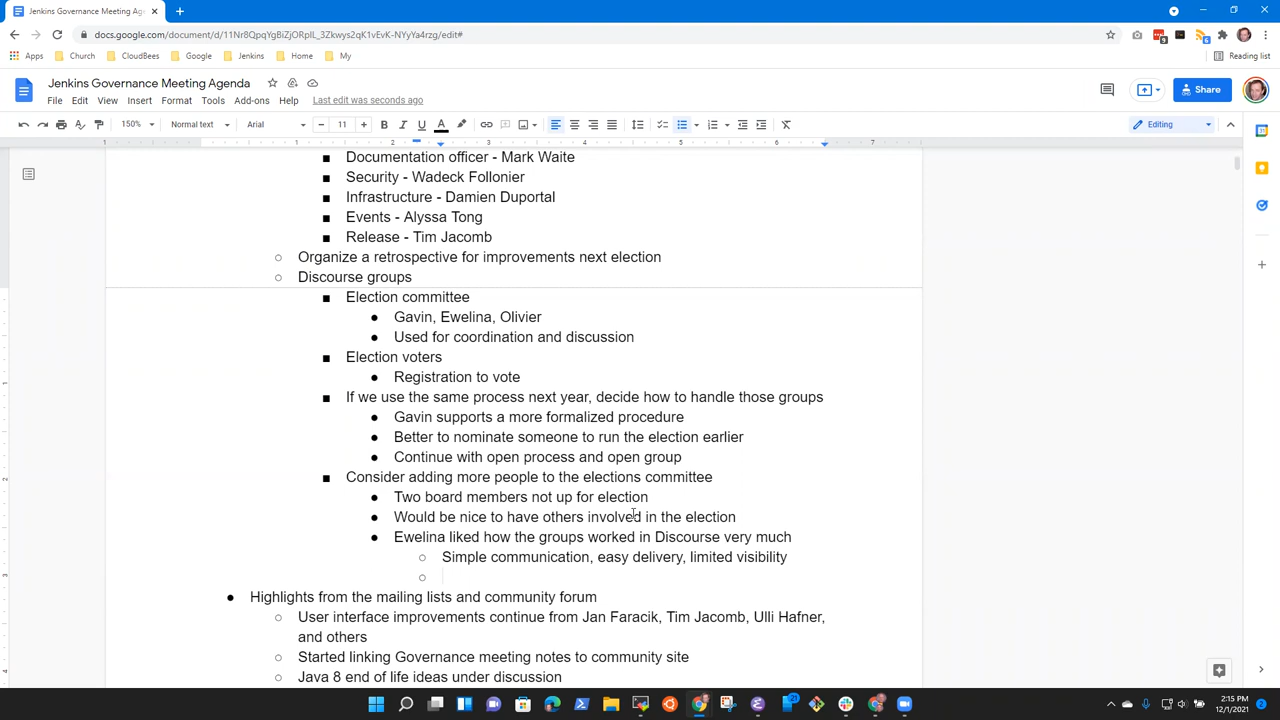 Jenkins Governance Meeting Ag
docs.google.com/document/d/11Nr8QpqYgBiZjORplL_3Zkwys2qK1vEvK-NYyYa4rzg/edit#
Apps Church CloudBees Google Jenkins Home My Reading list
Jenkins Governance Meeting Agenda
Share
File Edit View Insert Format Tools Add-ons Help Last edit was seconds ago
150% Normal text Arial 11 Editing
1 1 2 3 4 5 6 7
Documentation officer - Mark Waite
Security - Wadeck Follonier
Infrastructure - Damien Duportal
Events - Alyssa Tong
Release - Tim Jacomb
Organize a retrospective for improvements next election
Discourse groups
Election committee
Gavin, Ewelina, Olivier
Used for coordination and discussion
Election voters
Registration to vote
If we use the same process next year, decide how to handle those groups
Gavin supports a more formalized procedure
Better to nominate someone to run the election earlier
Continue with open process and open group
Consider adding more people to the elections committee
Two board members not up for election
Would be nice to have others involved in the election
Ewelina liked how the groups worked in Discourse very much
Simple communication, easy delivery, limited visibility
Highlights from the mailing lists and community forum
User interface improvements continue from Jan Faracik, Tim Jacomb, Ulli Hafner,
and others
Started linking Governance meeting notes to community site
Java 8 end of life ideas under discussion
2:15 PM
12/1/2021